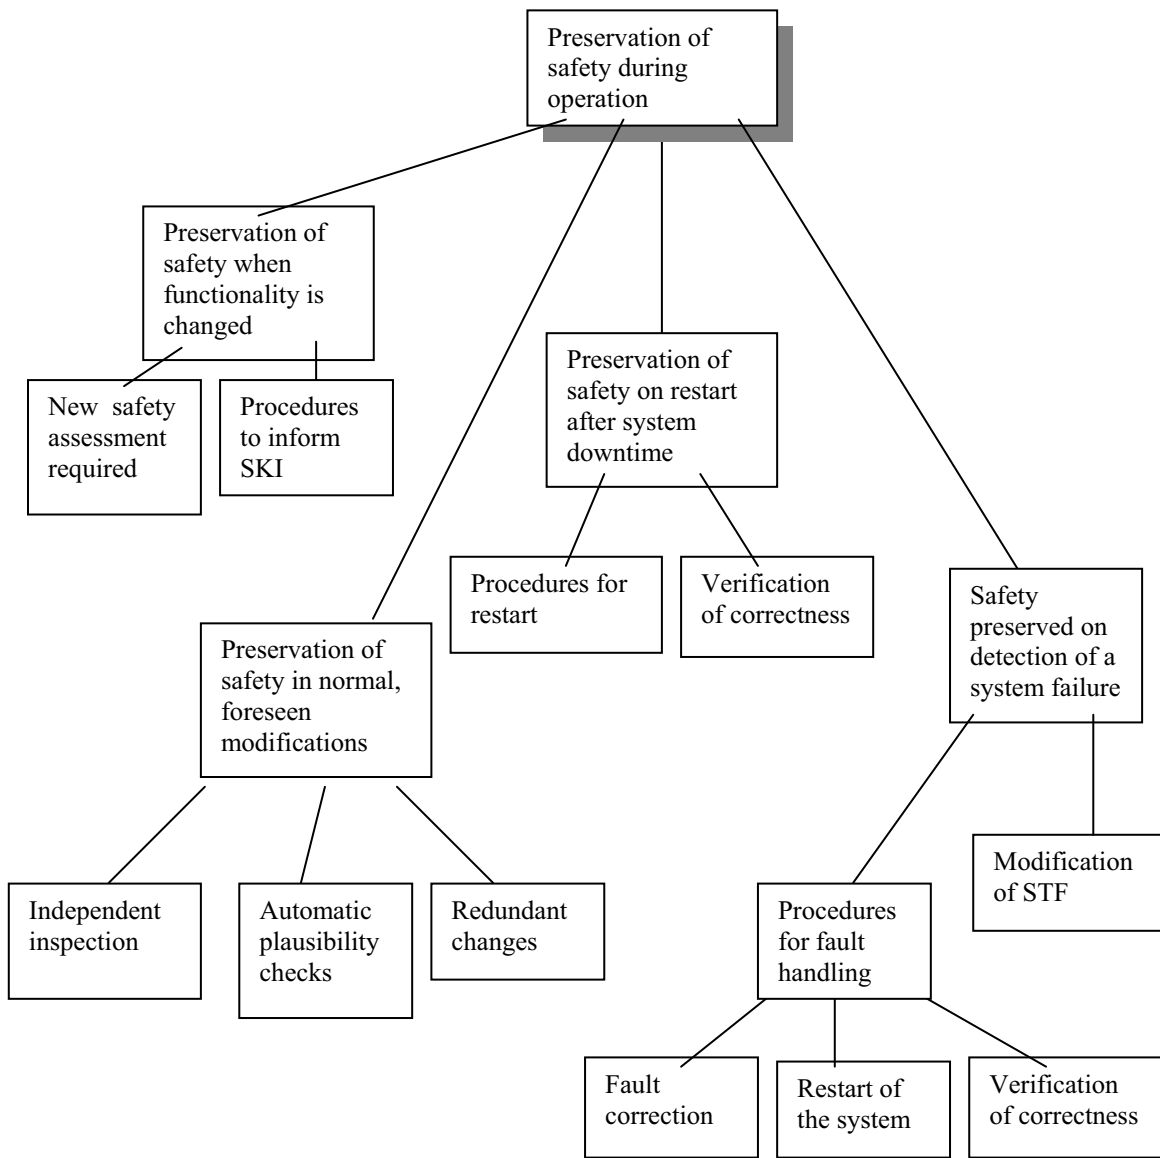 Preservation of
safety during
operation
Preservation of
safety when
functionality is
changed
New safety
assessment
required
Procedures
to inform
SKI
Preservation of
safety on restart
after system
downtime
Procedures for
restart
Verification
of correctness
Safety
preserved on
detection of a
system failure
Preservation of
safety in normal,
foreseen
modifications
Independent
inspection
Automatic
plausibility
checks
Redundant
changes
Procedures
for fault
handling
Modification
of STF
Fault
correction
Restart of
the system
Verification
of correctness